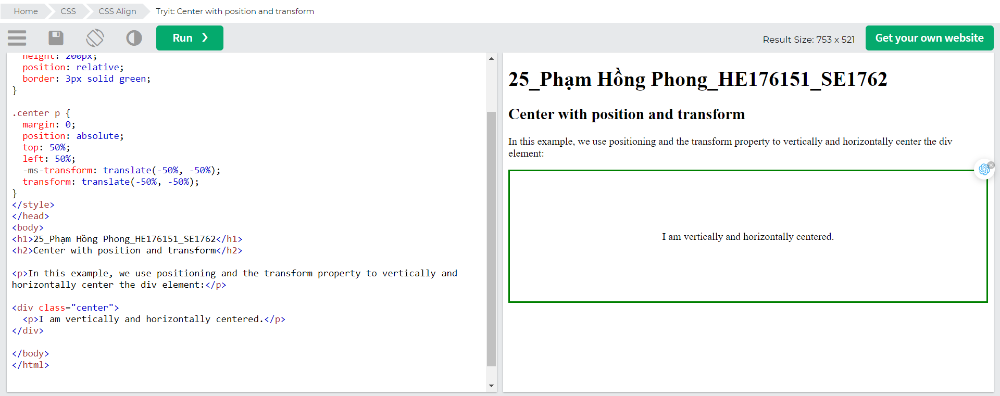 Home CSS CSS Align Tryit: Center with position and transform
Run ❯ Result Size: 753 x 521 Get your own website
height: 200px;
position: relative;
border: 3px solid green;
}
.center p {
margin: 0;
position: absolute;
top: 50%;
left: 50%;
-ms-transform: translate(-50%, -50%);
transform: translate(-50%, -50%);
}
</style>
</head>
<body>
<h1>25_Phạm Hồng Phong_HE176151_SE1762</h1>
<h2>Center with position and transform</h2>
<p>In this example, we use positioning and the transform property to vertically and
horizontally center the div element:</p>
<div class="center">
<p>I am vertically and horizontally centered.</p>
</div>
</body>
</html>
25_Phạm Hồng Phong_HE176151_SE1762
Center with position and transform
In this example, we use positioning and the transform property to vertically and horizontally center the div
element:
I am vertically and horizontally centered.